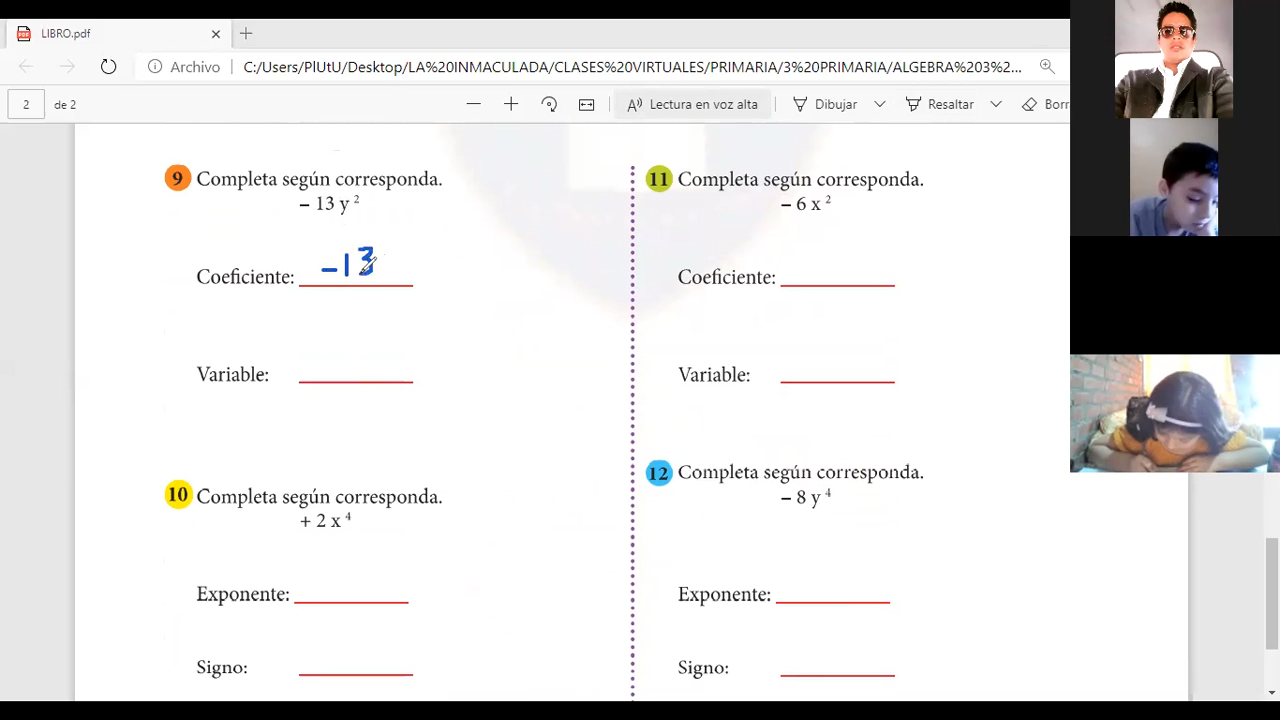 LIBRO.pdf
Archivo C:/Users/PlUtU/Desktop/LA%20INMACULADA/CLASES%20VIRTUALES/PRIMARIA/3%20PRIMARIA/ALGEBRA%203%2...
2 de 2 Lectura en voz alta Dibujar Resaltar Borr
9 Completa según corresponda.
– 13 y ²
Coeficiente: -13
Variable:
10 Completa según corresponda.
+ 2 x ⁴
Exponente:
Signo:
11 Completa según corresponda.
– 6 x ²
Coeficiente:
Variable:
12 Completa según corresponda.
– 8 y ⁴
Exponente:
Signo: